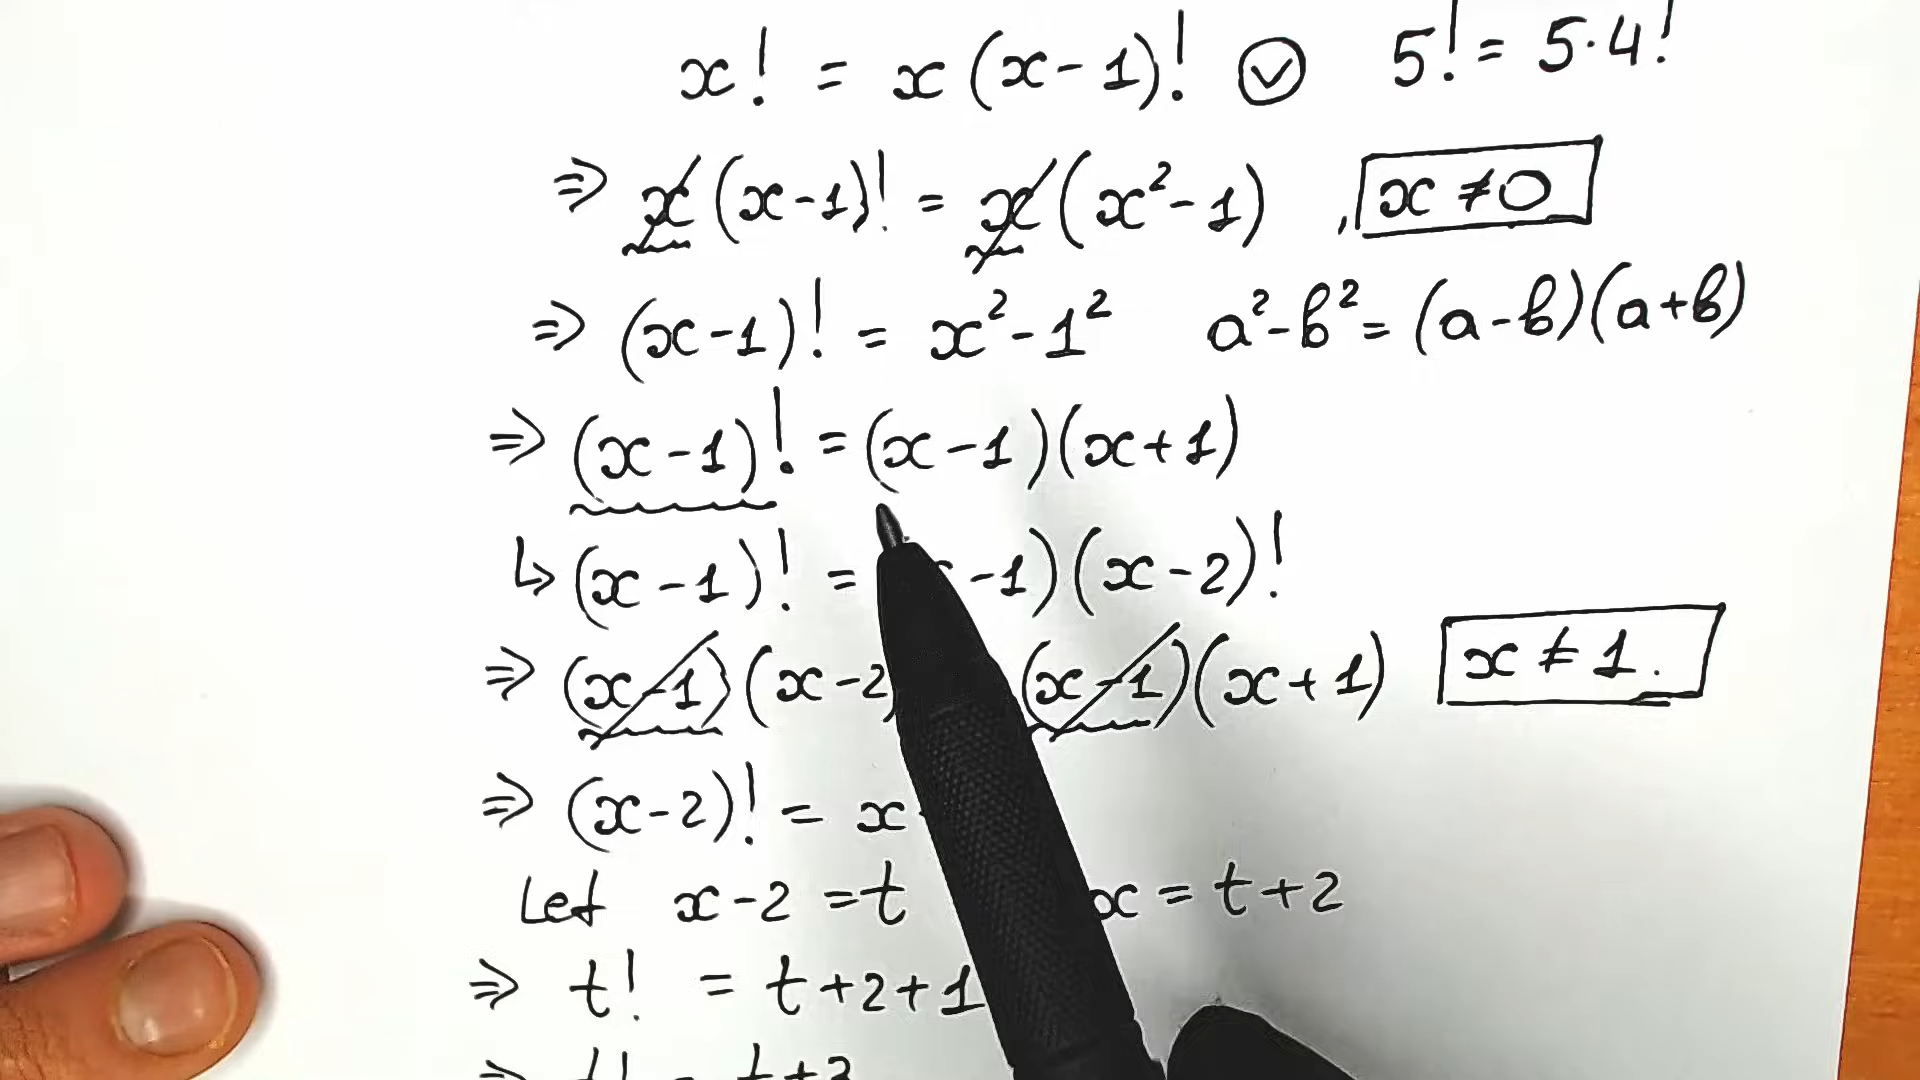 x! = x(x-1)! 5! = 5·4!
⇒ x(x-1)! = x(x²-1) , x ≠ 0
⇒ (x-1)! = x²-1² a²-b² = (a-b)(a+b)
⇒ (x-1)! = (x-1)(x+1)
↳ (x-1)! = -1)(x-2)!
⇒ (x-1)(x-2 (x-1)(x+1) x ≠ 1.
⇒ (x-2)! = x
Let x-2 = t x = t+2
⇒ t! = t+2+1
⇒ t! = t+3